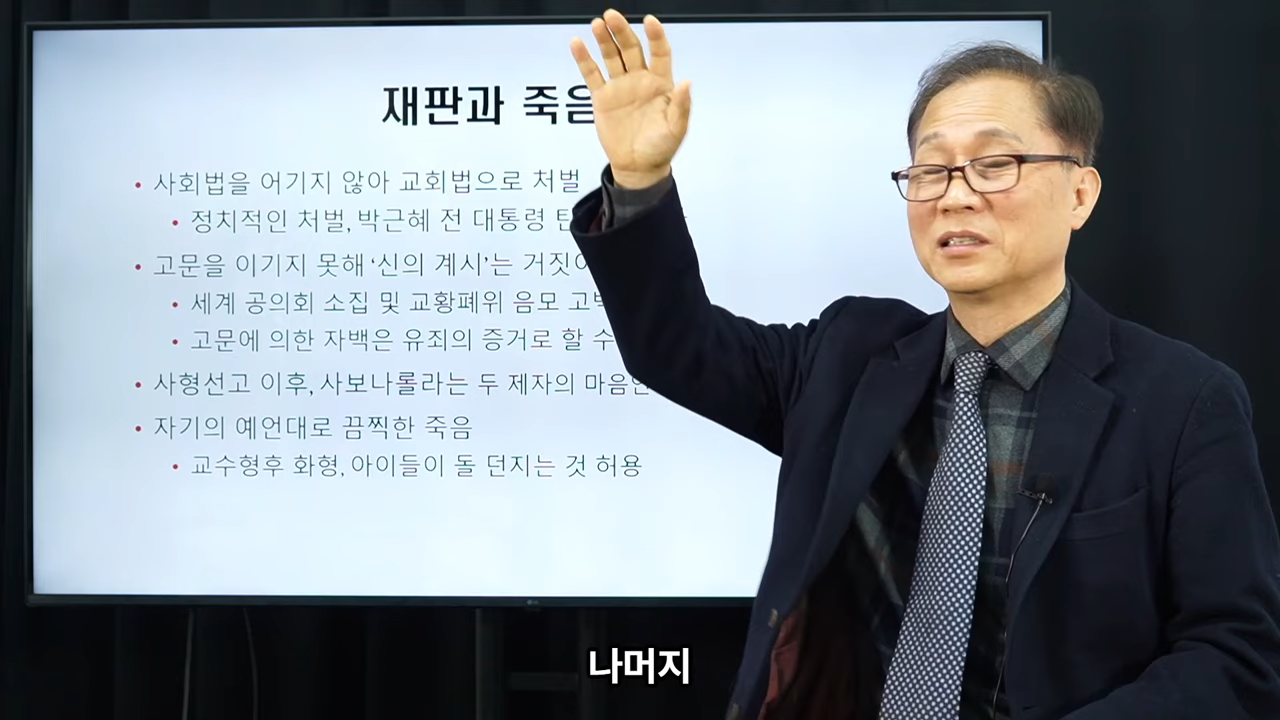 재판과 죽음
• 사회법을 어기지 않아 교회법으로 처벌
• 정치적인 처벌, 박근혜 전 대통령
• 고문을 이기지 못해 ‘신의 계시’는
• 세계 공의회 소집 및 교황폐위 음모
• 고문에 의한 자백은 유죄의 증거로 할 수
• 사형선고 이후, 사보나롤라는 두 제자의
• 자기의 예언대로 끔찍한 죽음
• 교수형후 화형, 아이들이 돌 던지는 것 허용
나머지